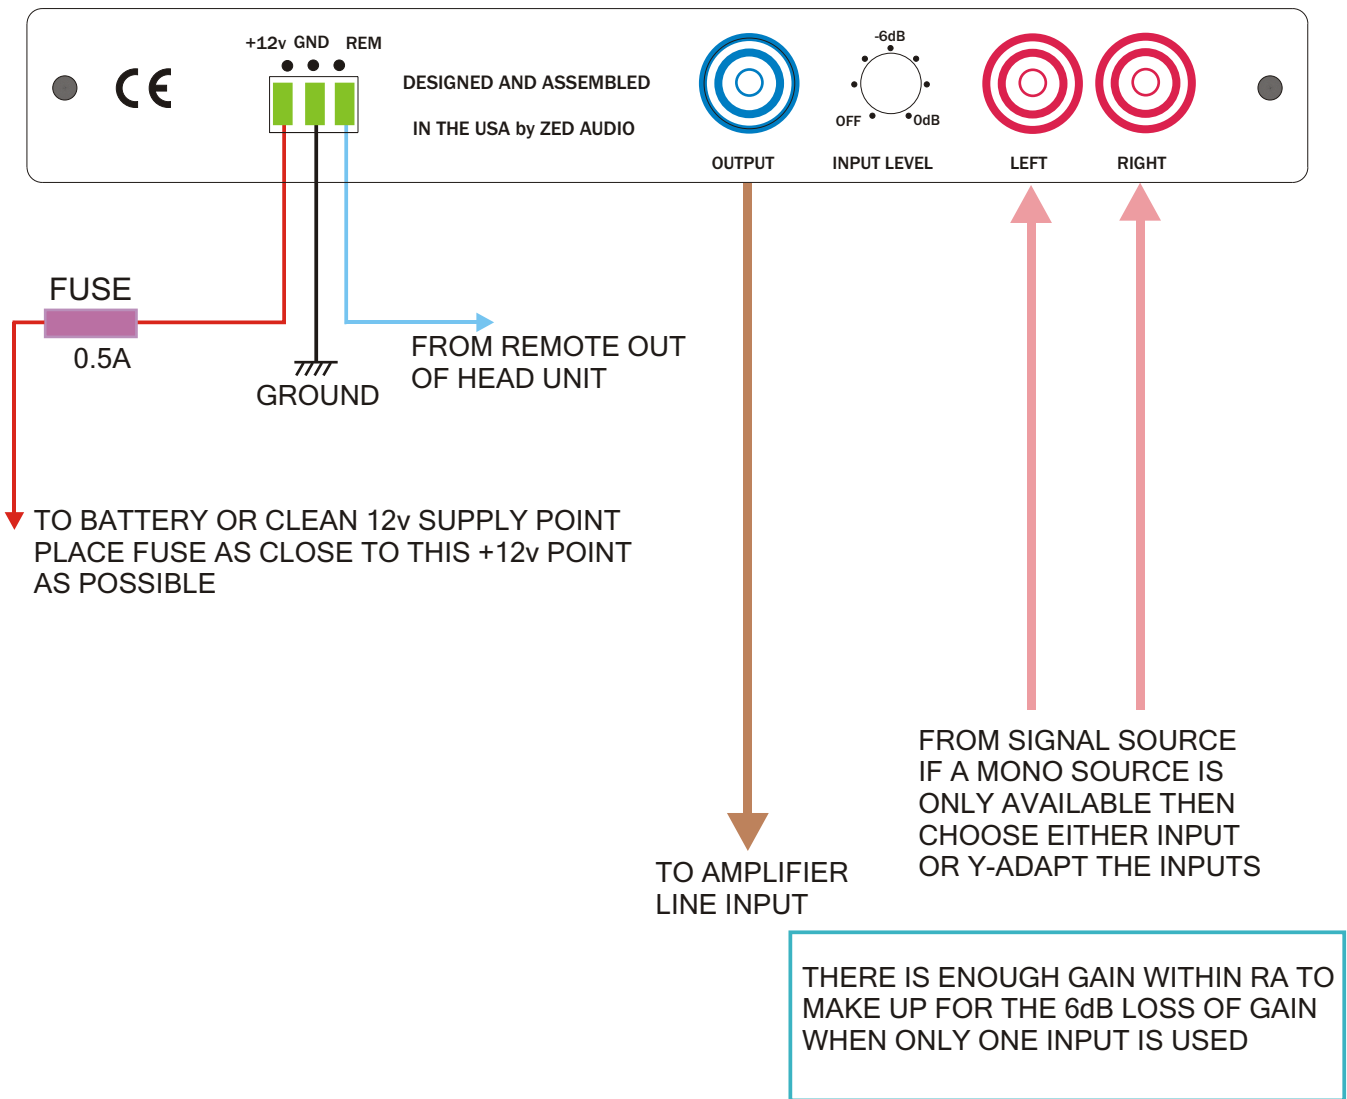 +12v GND REM
CE
DESIGNED AND ASSEMBLED
IN THE USA by ZED AUDIO
-6dB
OFF
0dB
OUTPUT
INPUT LEVEL
LEFT
RIGHT
FUSE
0.5A
GROUND
FROM REMOTE OUT
OF HEAD UNIT
TO BATTERY OR CLEAN 12v SUPPLY POINT
PLACE FUSE AS CLOSE TO THIS +12v POINT
AS POSSIBLE
TO AMPLIFIER
LINE INPUT
FROM SIGNAL SOURCE
IF A MONO SOURCE IS
ONLY AVAILABLE THEN
CHOOSE EITHER INPUT
OR Y-ADAPT THE INPUTS
THERE IS ENOUGH GAIN WITHIN RA TO
MAKE UP FOR THE 6dB LOSS OF GAIN
WHEN ONLY ONE INPUT IS USED